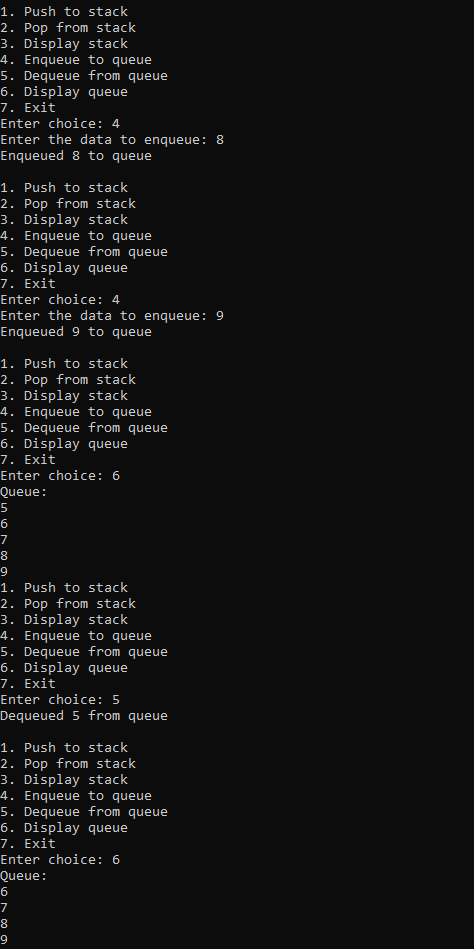 1. Push to stack
2. Pop from stack
3. Display stack
4. Enqueue to queue
5. Dequeue from queue
6. Display queue
7. Exit
Enter choice: 4
Enter the data to enqueue: 8
Enqueued 8 to queue

1. Push to stack
2. Pop from stack
3. Display stack
4. Enqueue to queue
5. Dequeue from queue
6. Display queue
7. Exit
Enter choice: 4
Enter the data to enqueue: 9
Enqueued 9 to queue

1. Push to stack
2. Pop from stack
3. Display stack
4. Enqueue to queue
5. Dequeue from queue
6. Display queue
7. Exit
Enter choice: 6
Queue:
5
6
7
8
9
1. Push to stack
2. Pop from stack
3. Display stack
4. Enqueue to queue
5. Dequeue from queue
6. Display queue
7. Exit
Enter choice: 5
Dequeued 5 from queue

1. Push to stack
2. Pop from stack
3. Display stack
4. Enqueue to queue
5. Dequeue from queue
6. Display queue
7. Exit
Enter choice: 6
Queue:
6
7
8
9